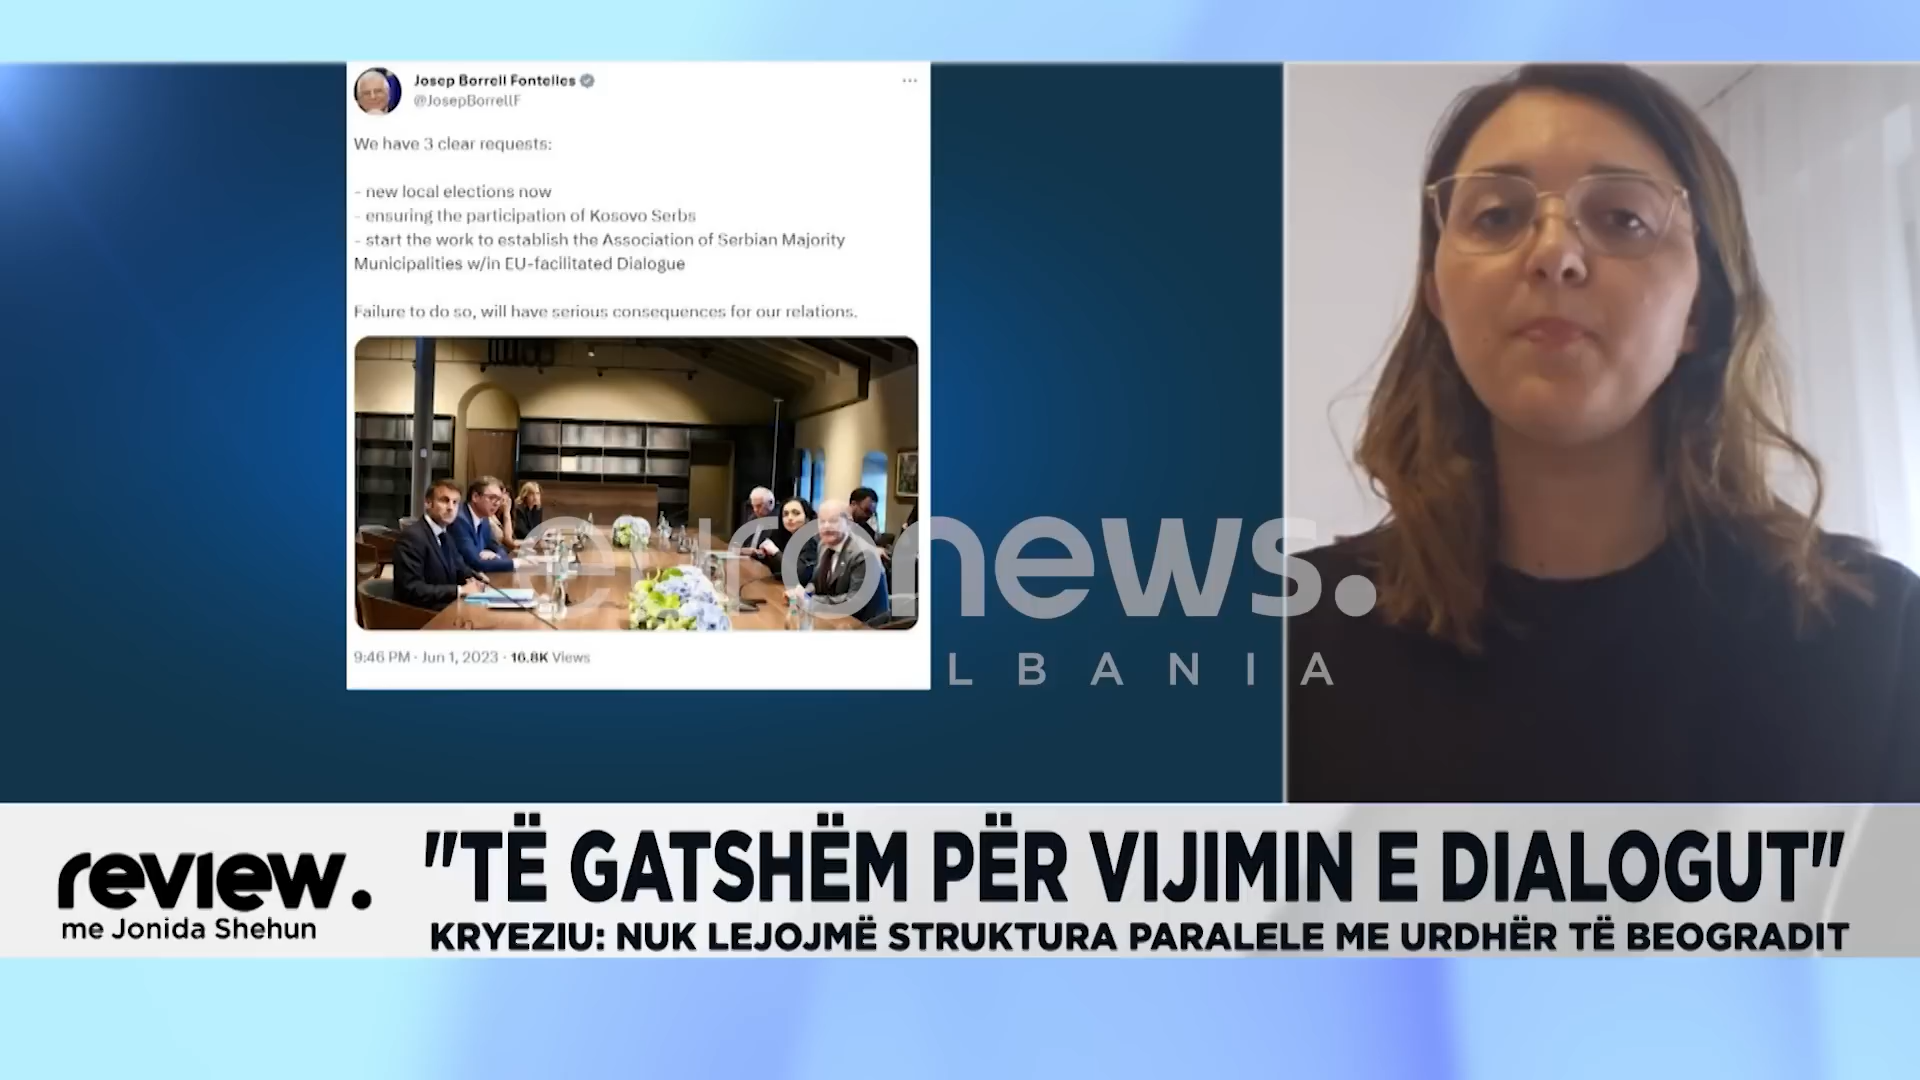 Josep Borrell Fontelles
@JosepBorrellF
We have 3 clear requests:
- new local elections now
- ensuring the participation of Kosovo Serbs
- start the work to establish the Association of Serbian Majority
Municipalities w/in EU-facilitated Dialogue
Failure to do so, will have serious consequences for our relations.
9:46 PM · Jun 1, 2023 · 16.8K Views
euronews.
LBANIA
review.
me Jonida Shehun
"TË GATSHËM PËR VIJIMIN E DIALOGUT"
KRYEZIU: NUK LEJOJMË STRUKTURA PARALELE ME URDHËR TË BEOGRADIT